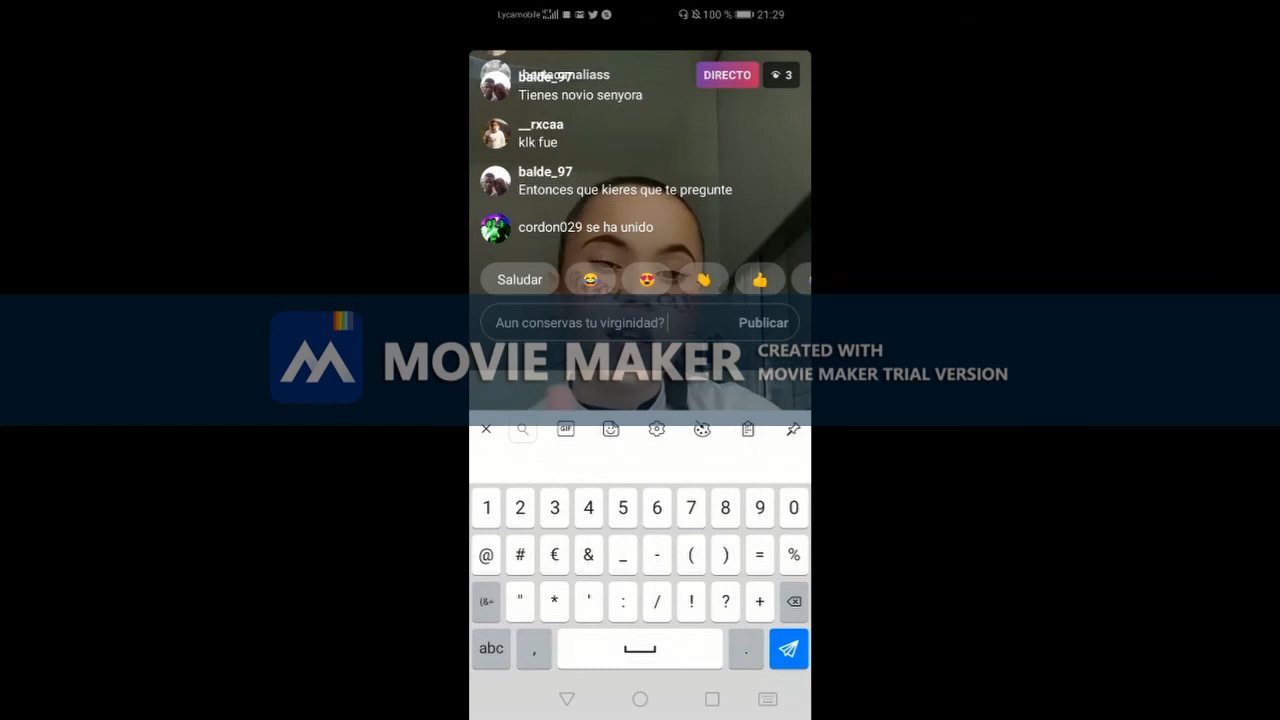 Lycamobile
100 %
21:29
balde_97
DIRECTO
3
Tienes novio senyora
__rxcaa
klk fue
balde_97
Entonces que kieres que te pregunte
cordon029 se ha unido
Saludar
Aun conservas tu virginidad?
Publicar
MOVIE MAKER
CREATED WITH
MOVIE MAKER TRIAL VERSION
GIF
1 2 3 4 5 6 7 8 9 0
@ # € & _ - ( ) = %
(&= " * ' : / ! ? +
abc , .